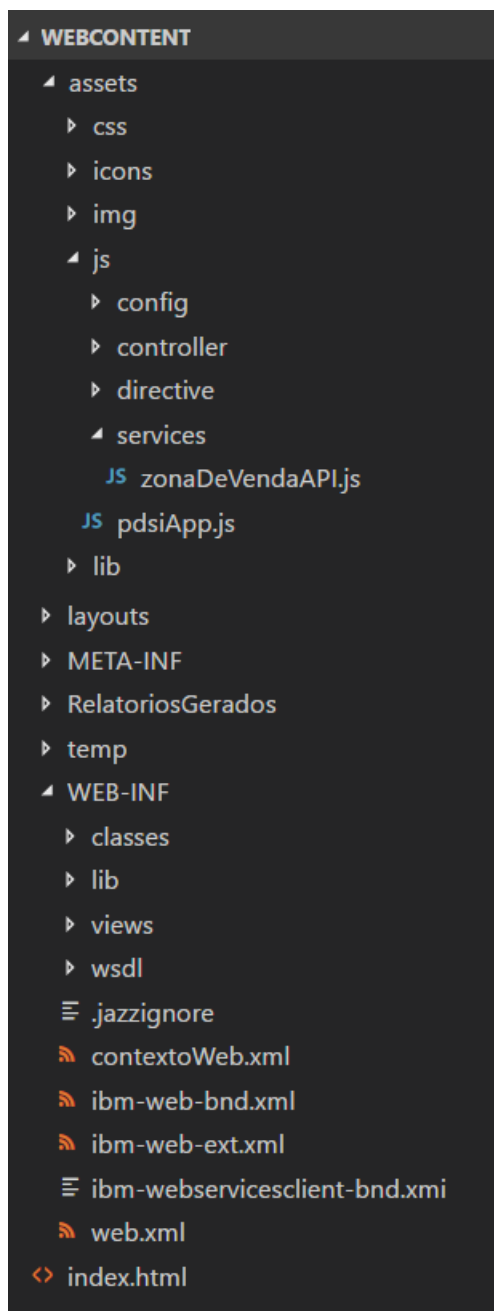 WEBCONTENT
assets
css
icons
img
js
config
controller
directive
services
JS zonaDeVendaAPI.js
JS pdsiApp.js
lib
layouts
META-INF
RelatoriosGerados
temp
WEB-INF
classes
lib
views
wsdl
.jazzignore
contextoWeb.xml
ibm-web-bnd.xml
ibm-web-ext.xml
ibm-webservicesclient-bnd.xmi
web.xml
index.html